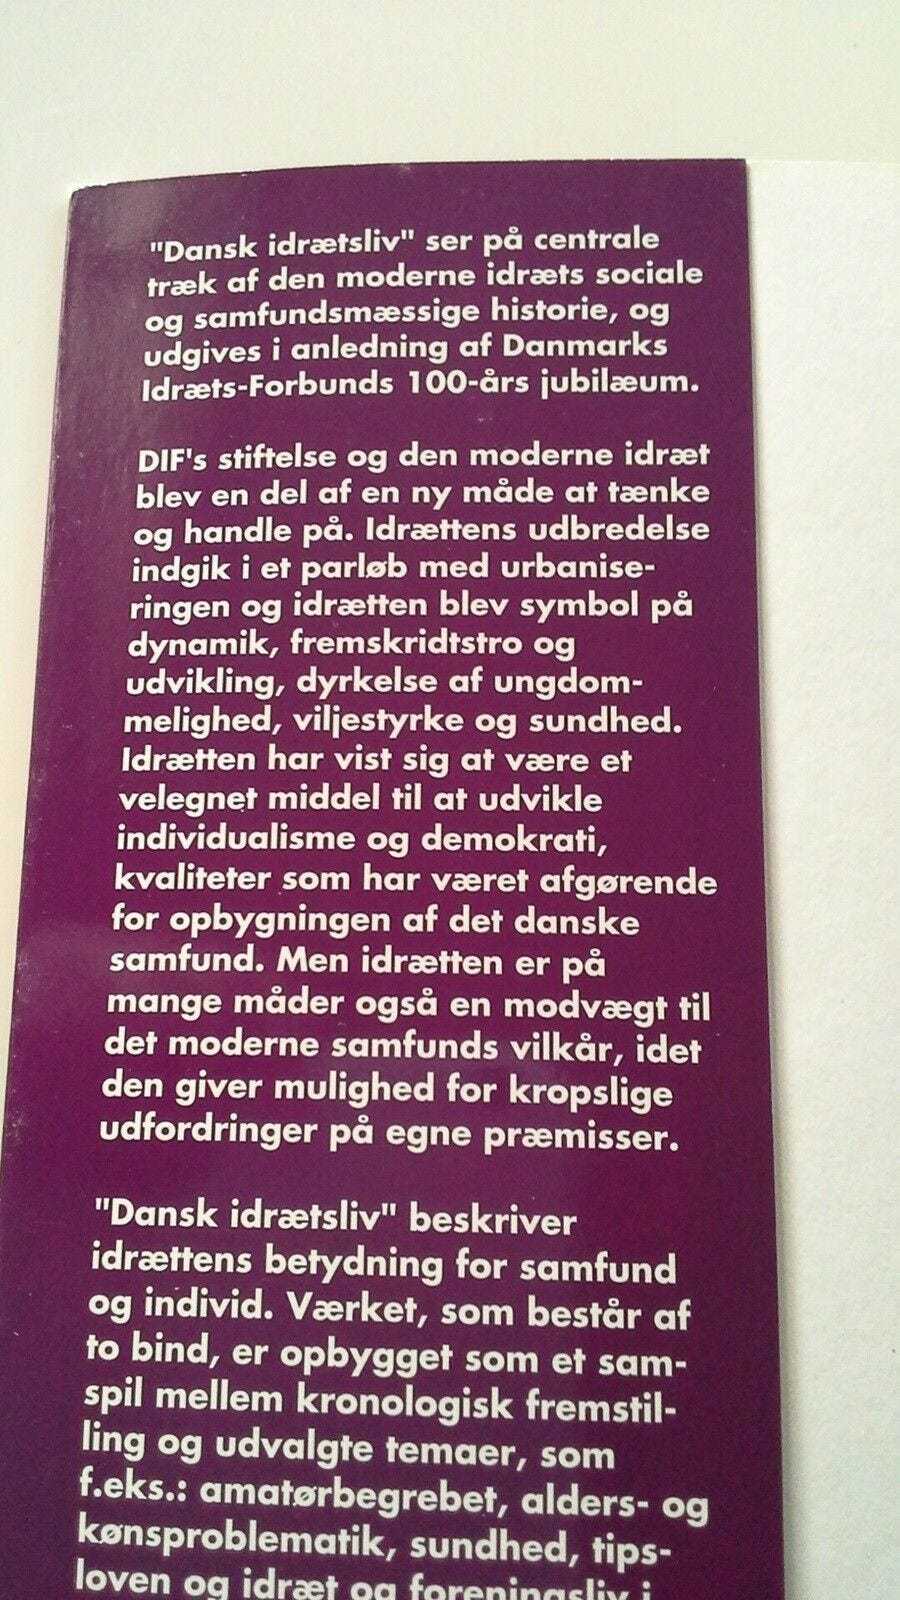 "Dansk idrætsliv" ser på centrale
træk af den moderne idræts sociale
og samfundsmæssige historie, og
udgives i anledning af Danmarks
Idræts-Forbunds 100-års jubilæum.
DIF's stiftelse og den moderne idræt
blev en del af en ny måde at tænke
og handle på. Idrættens udbredelse
indgik i et parløb med urbanise-
ringen og idrætten blev symbol på
dynamik, fremskridtstro og
udvikling, dyrkelse af ungdom-
melighed, viljestyrke og sundhed.
Idrætten har vist sig at være et
velegnet middel til at udvikle
individualisme og demokrati,
kvaliteter som har været afgørende
for opbygningen af det danske
samfund. Men idrætten er på
mange måder også en modvægt til
det moderne samfunds vilkår, idet
den giver mulighed for kropslige
udfordringer på egne præmisser.
"Dansk idrætsliv" beskriver
idrættens betydning for samfund
og individ. Værket, som består af
to bind, er opbygget som et sam-
spil mellem kronologisk fremstil-
ling og udvalgte temaer, som
f.eks.: amatørbegrebet, alders- og
kønsproblematik, sundhed, tips-
loven og idræt og foreningsliv i